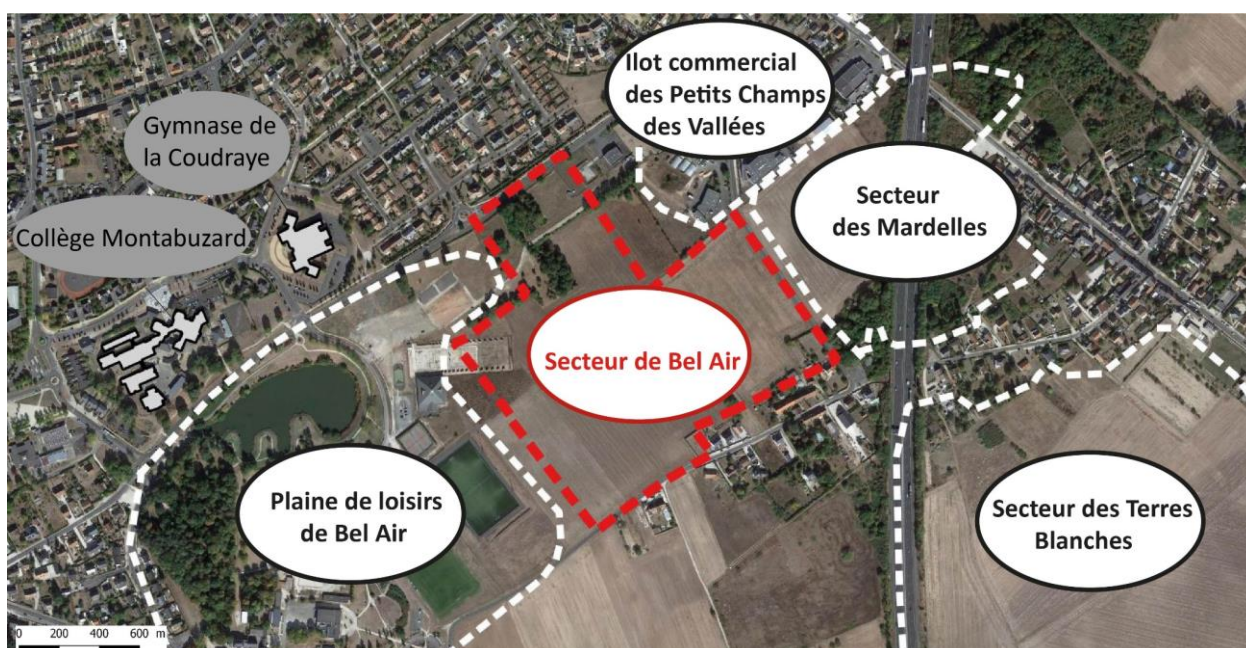 Ilot commercial
des Petits Champs
des Vallées
Gymnase de
la Coudraye
Secteur
des Mardelles
Collège Montabuzard
Secteur de Bel Air
Plaine de loisirs
de Bel Air
Secteur des Terres
Blanches
0 200 400 600 m